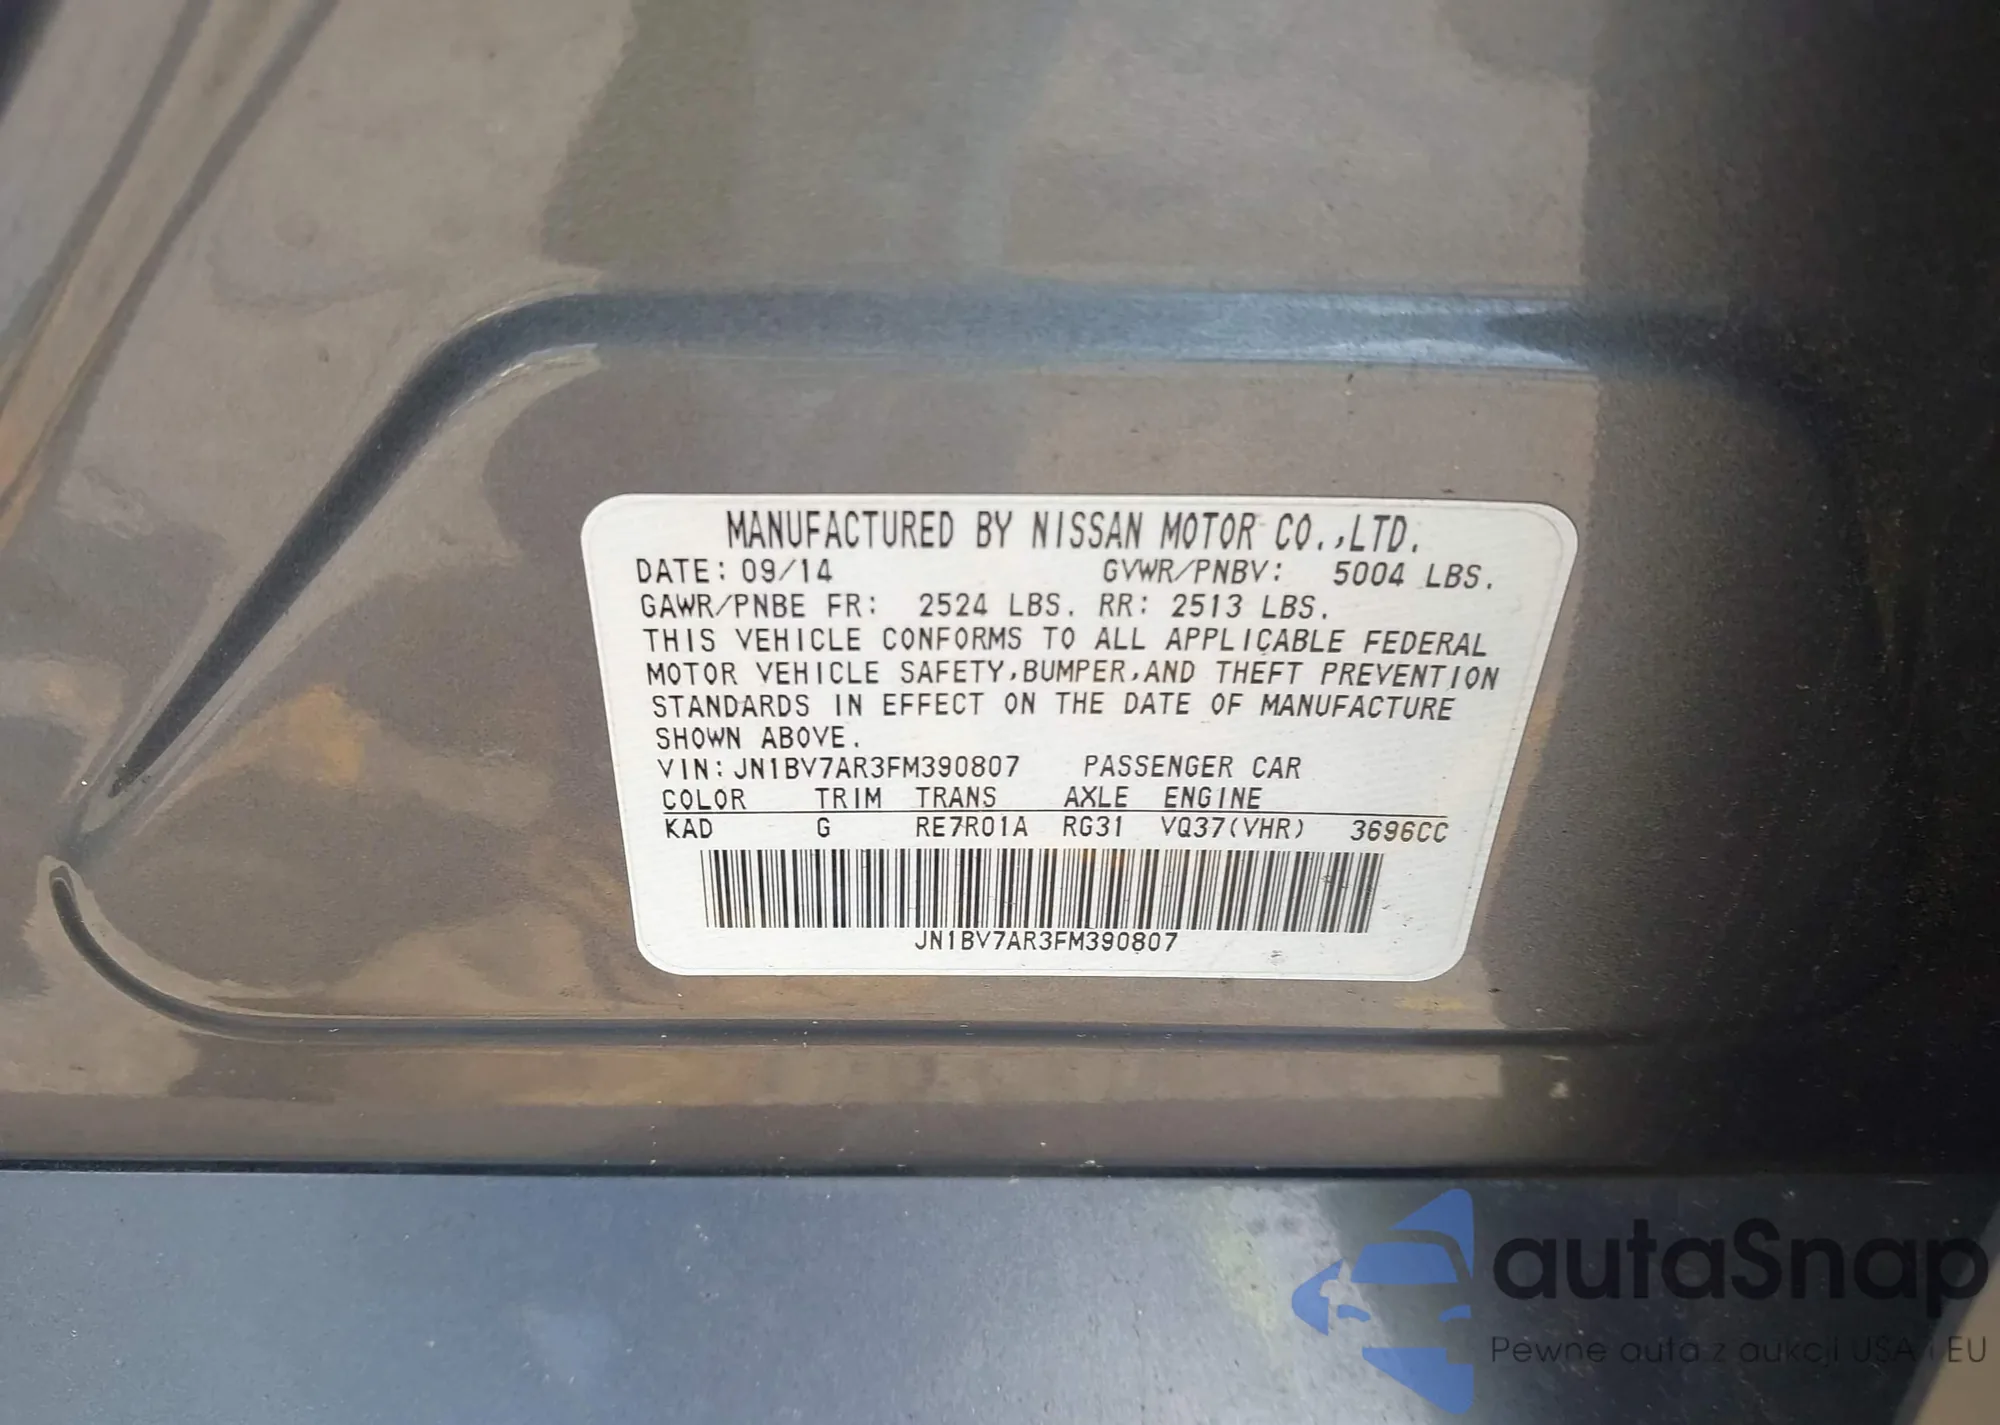 MANUFACTURED BY NISSAN MOTOR CO.,LTD.
DATE: 09/14 GVWR/PNBV: 5004 LBS.
GAWR/PNBE FR: 2524 LBS. RR: 2513 LBS.
THIS VEHICLE CONFORMS TO ALL APPLICABLE FEDERAL
MOTOR VEHICLE SAFETY,BUMPER,AND THEFT PREVENTION
STANDARDS IN EFFECT ON THE DATE OF MANUFACTURE
SHOWN ABOVE.
VIN: JN1BV7AR3FM390807 PASSENGER CAR
COLOR TRIM TRANS AXLE ENGINE
KAD G RE7R01A RG31 VQ37(VHR) 3696CC
JN1BV7AR3FM390807
autaSnap
Pewne auta z aukcji USA i EU